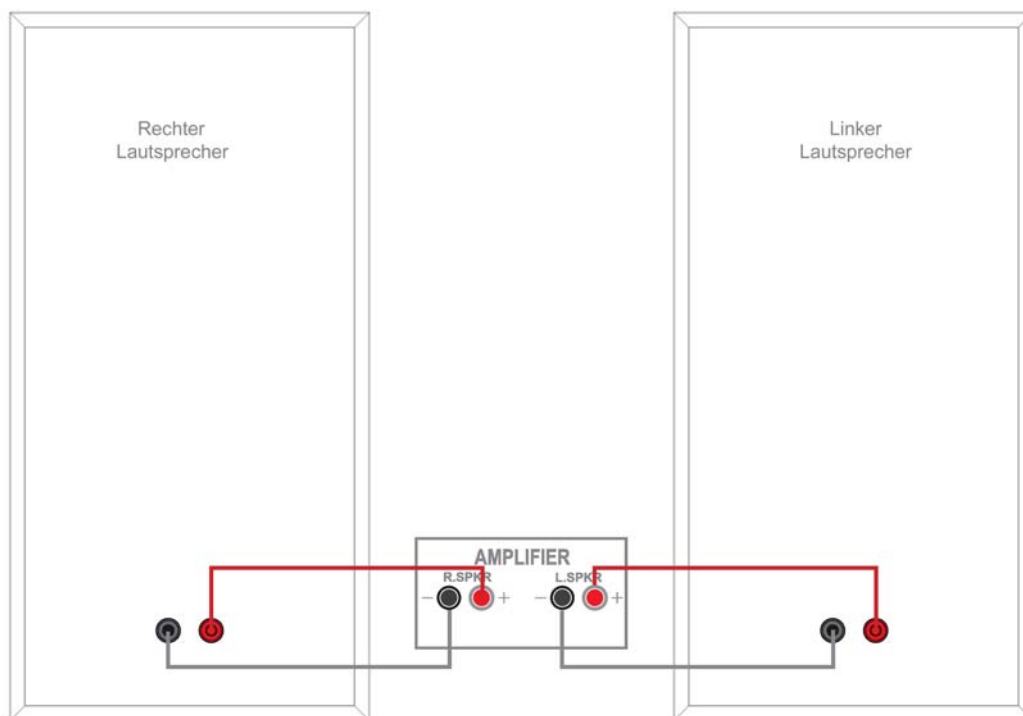 Rechter
Lautsprecher
Linker
Lautsprecher
AMPLIFIER
R.SPKR
L.SPKR
− + − +